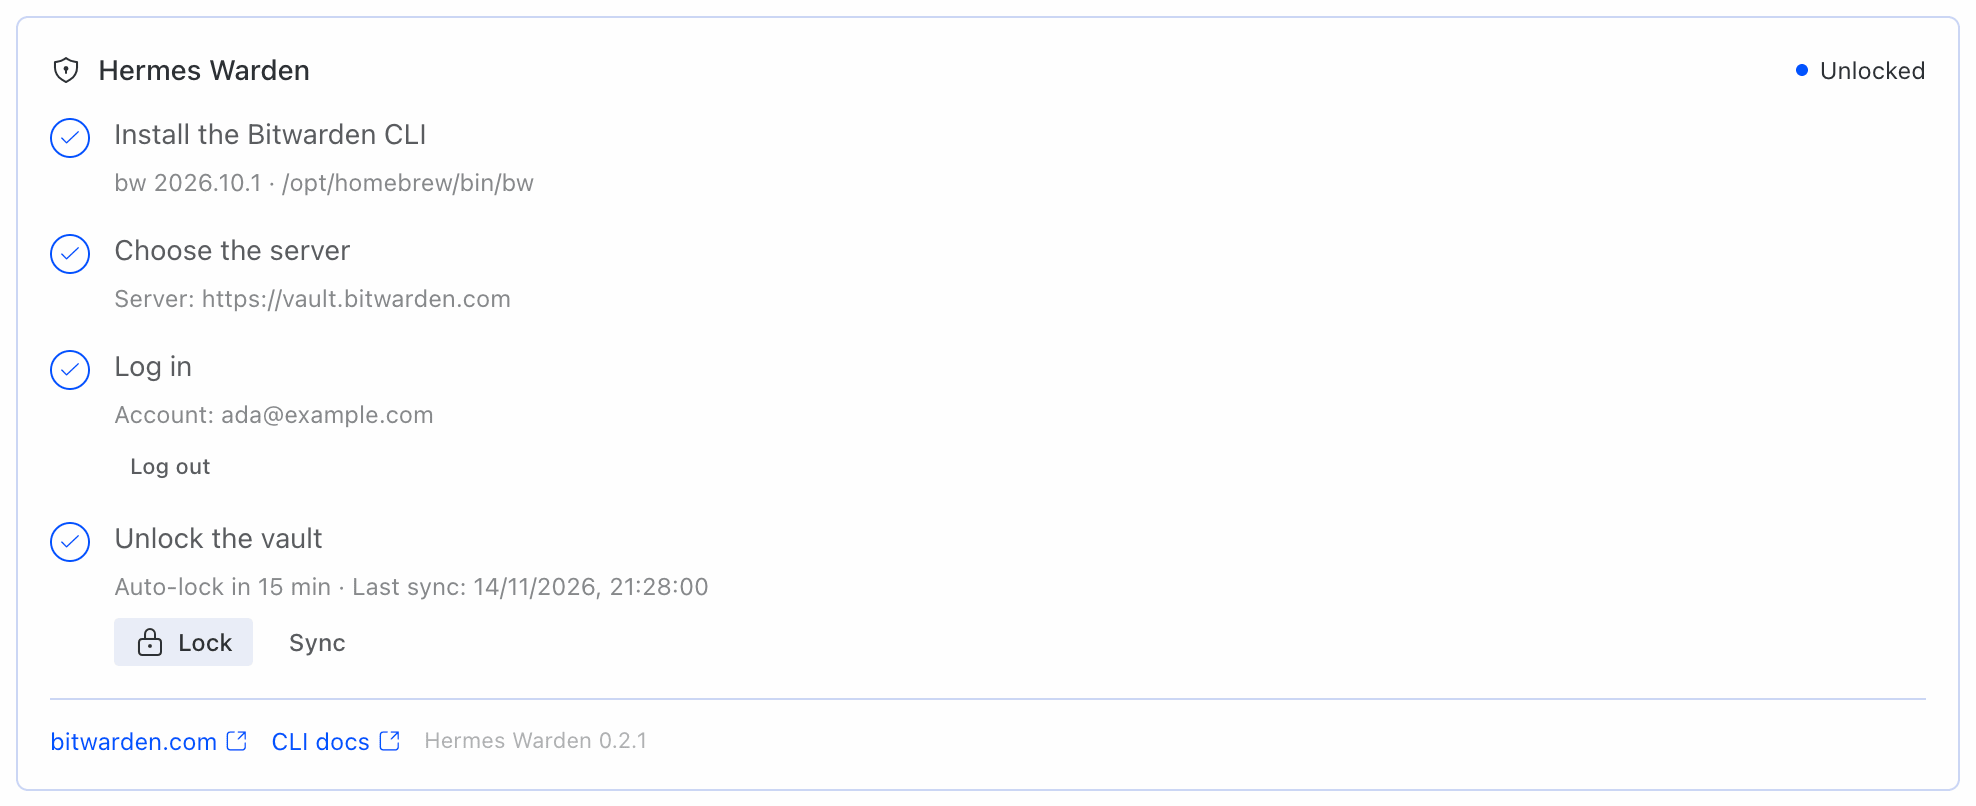 Hermes Warden
Unlocked
Install the Bitwarden CLI
bw 2026.10.1 · /opt/homebrew/bin/bw
Choose the server
Server: https://vault.bitwarden.com
Log in
Account: ada@example.com
Log out
Unlock the vault
Auto-lock in 15 min · Last sync: 14/11/2026, 21:28:00
Lock Sync
bitwarden.com CLI docs Hermes Warden 0.2.1